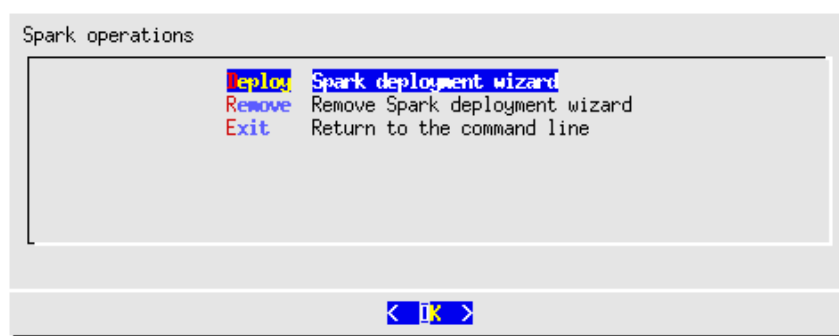 Spark operations
Deploy Spark deployment wizard
Remove Remove Spark deployment wizard
Exit Return to the command line
< OK >